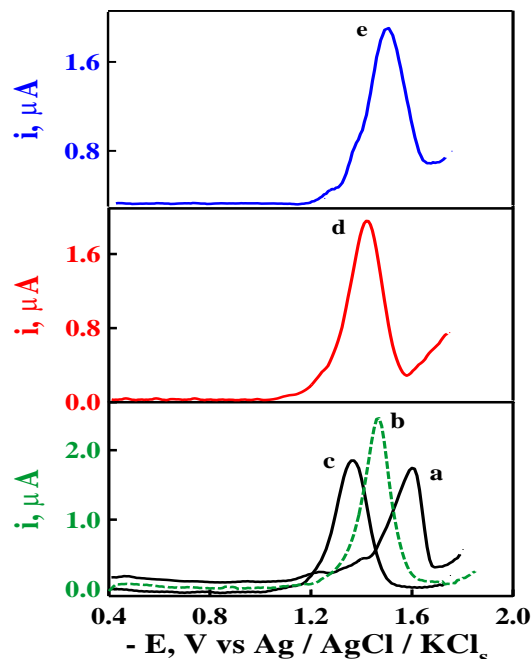 e
1.6
0.8
i, μA
d
1.6
0.8
0.0
i, μA
b
c
a
2.0
1.0
0.0
i, μA
0.4 0.8 1.2 1.6 2.0
- E, V vs Ag / AgCl / KClₛ